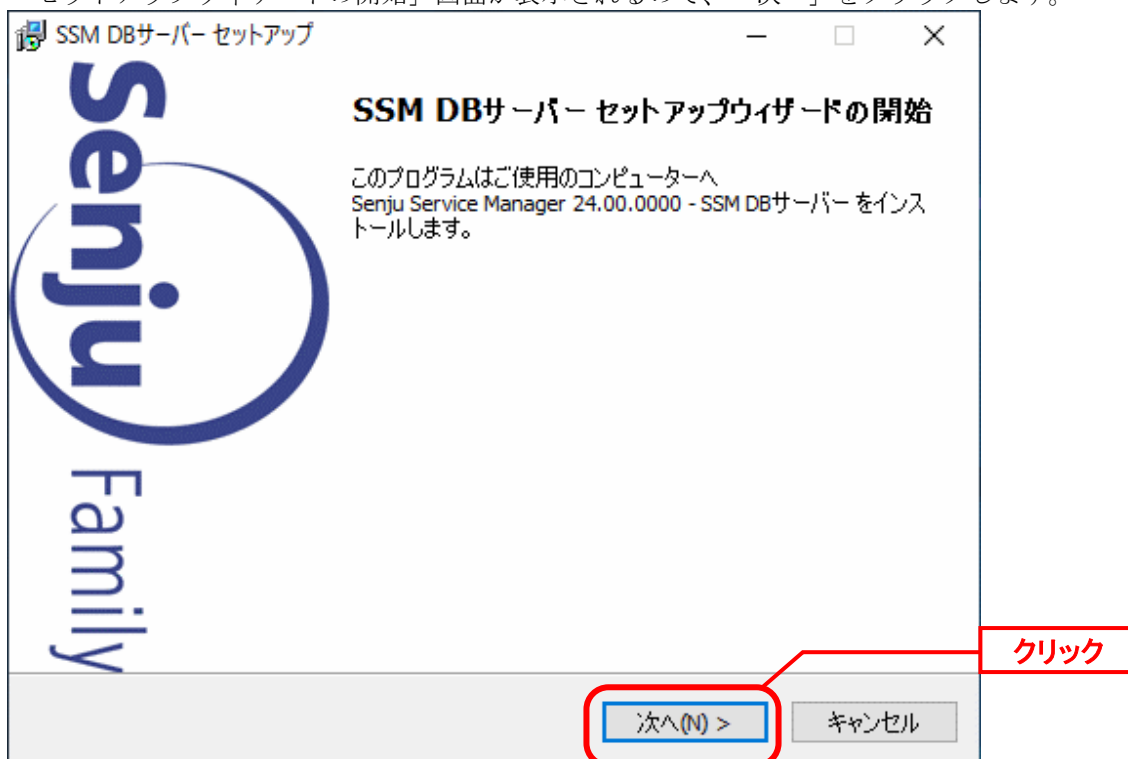 SSM DBサーバー セットアップ
Senju Family
SSM DBサーバー セットアップウィザードの開始
このプログラムはご使用のコンピューターへ
Senju Service Manager 24.00.0000 - SSM DBサーバー をインス
トールします。
クリック
次へ(N) >
キャンセル